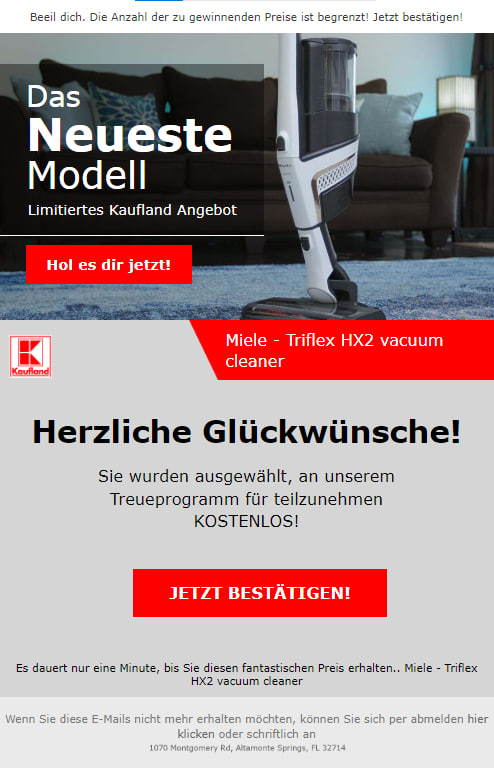 Beeil dich. Die Anzahl der zu gewinnenden Preise ist begrenzt! Jetzt bestätigen!
Das
Neueste
Modell
Limitiertes Kaufland Angebot
Hol es dir jetzt!
Miele - Triflex HX2 vacuum
cleaner
Kaufland
Herzliche Glückwünsche!
Sie wurden ausgewählt, an unserem
Treueprogramm für teilzunehmen
KOSTENLOS!
JETZT BESTÄTIGEN!
Es dauert nur eine Minute, bis Sie diesen fantastischen Preis erhalten.. Miele - Triflex
HX2 vacuum cleaner
Wenn Sie diese E-Mails nicht mehr erhalten möchten, können Sie sich per abmelden hier
klicken oder schriftlich an
1070 Montgomery Rd, Altamonte Springs, FL 32714